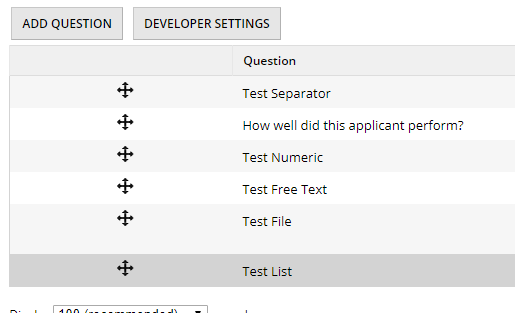 ADD QUESTION DEVELOPER SETTINGS
Question
Test Separator
How well did this applicant perform?
Test Numeric
Test Free Text
Test File
Test List